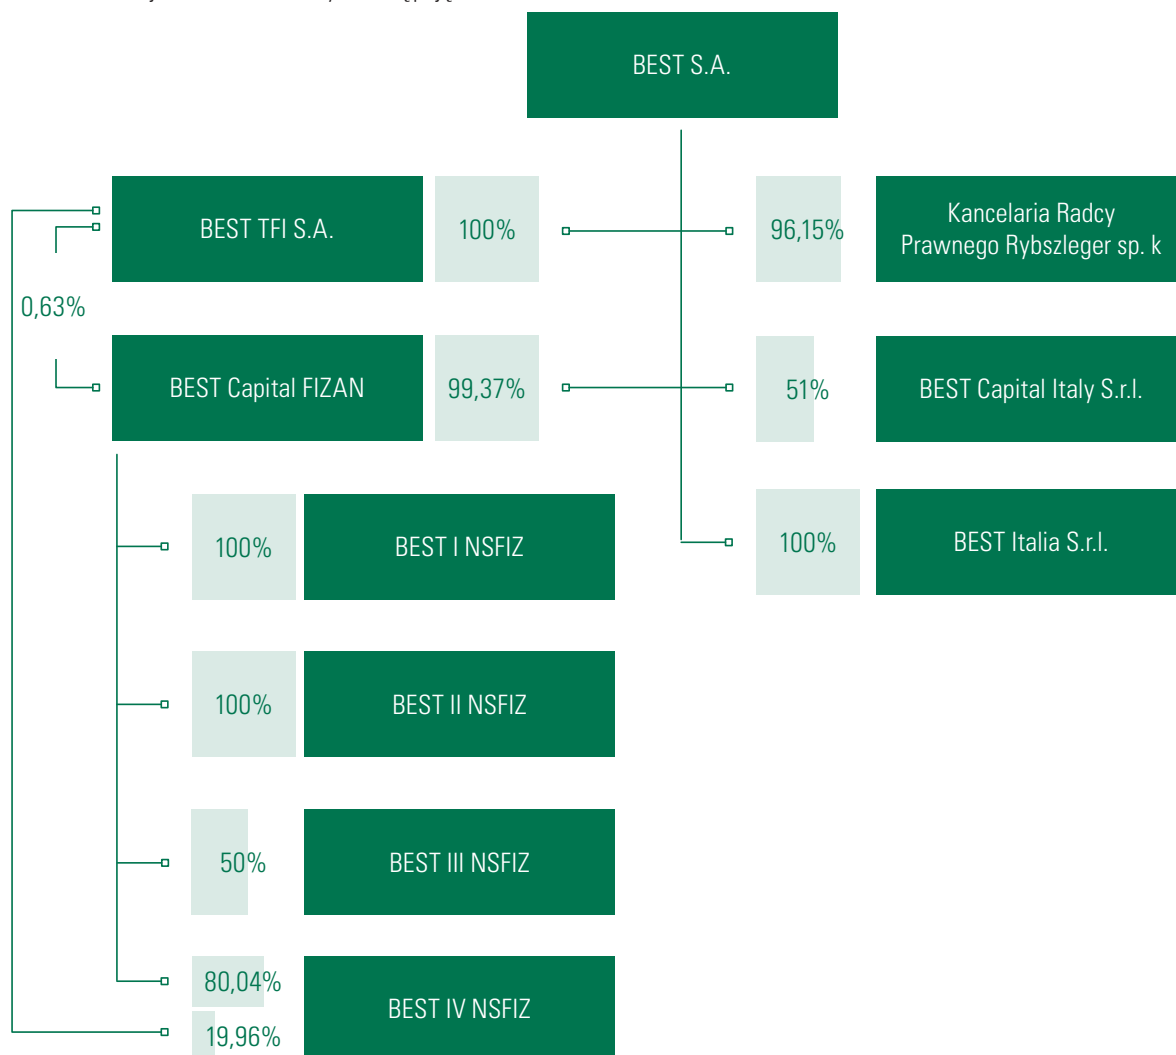 BEST S.A.
BEST TFI S.A.
100%
96,15%
Kancelaria Radcy
Prawnego Rybszleger sp. k
0,63%
BEST Capital FIZAN
99,37%
51%
BEST Capital Italy S.r.l.
100%
BEST I NSFIZ
100%
BEST Italia S.r.l.
100%
BEST II NSFIZ
50%
BEST III NSFIZ
80,04%
BEST IV NSFIZ
19,96%